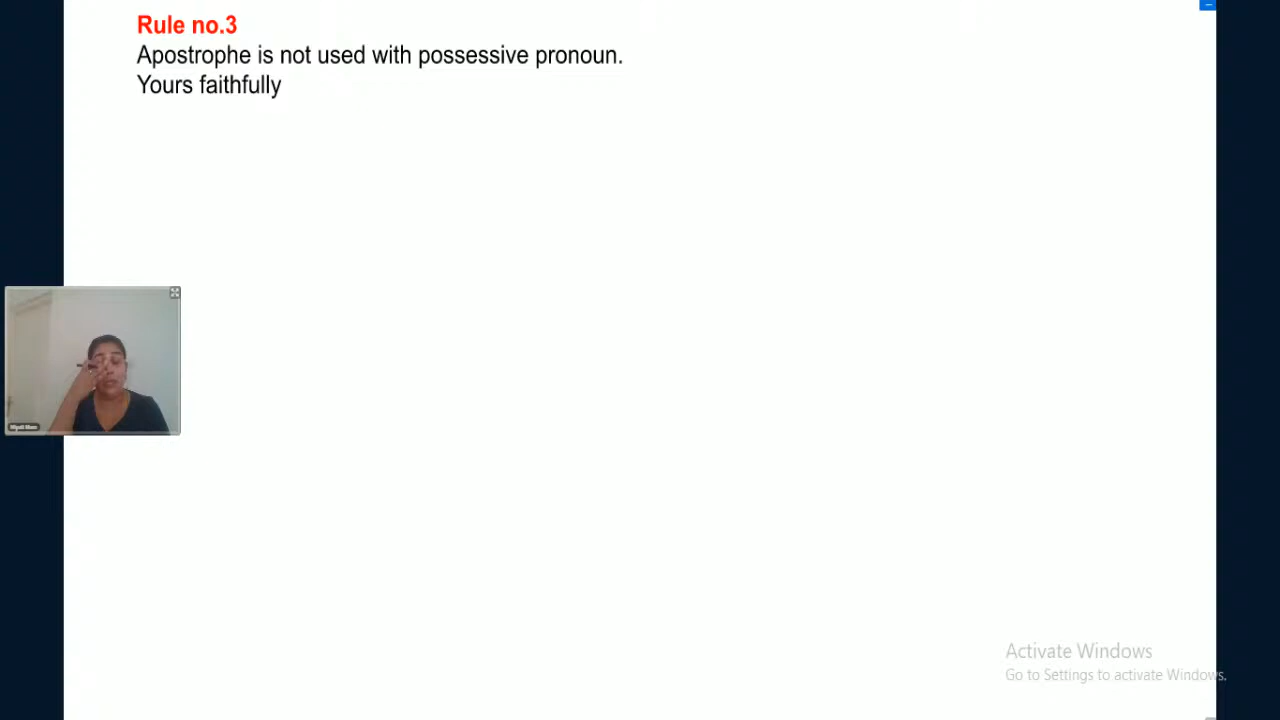 Rule no.3
Apostrophe is not used with possessive pronoun.
Yours faithfully
Activate Windows
Go to Settings to activate Windows.